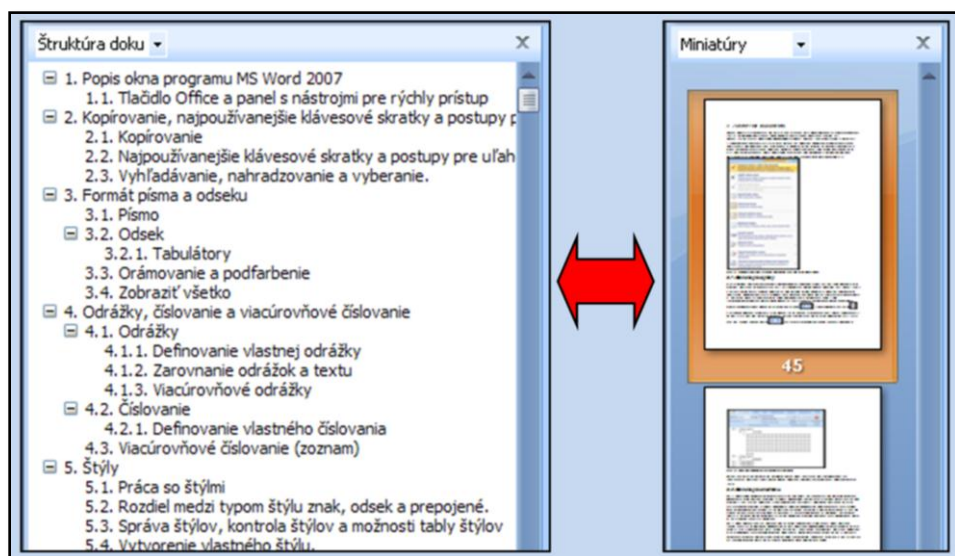 Štruktúra doku
1. Popis okna programu MS Word 2007
1.1. Tlačidlo Office a panel s nástrojmi pre rýchly prístup
2. Kopírovanie, najpoužívanejšie klávesové skratky a postupy p
2.1. Kopírovanie
2.2. Najpoužívanejšie klávesové skratky a postupy pre uľah
2.3. Vyhľadávanie, nahradzovanie a vyberanie.
3. Formát písma a odseku
3.1. Písmo
3.2. Odsek
3.2.1. Tabulátory
3.3. Orámovanie a podfarbenie
3.4. Zobraziť všetko
4. Odrážky, číslovanie a viacúrovňové číslovanie
4.1. Odrážky
4.1.1. Definovanie vlastnej odrážky
4.1.2. Zarovnanie odrážok a textu
4.1.3. Viacúrovňové odrážky
4.2. Číslovanie
4.2.1. Definovanie vlastného číslovania
4.3. Viacúrovňové číslovanie (zoznam)
5. Štýly
5.1. Práca so štýlmi
5.2. Rozdiel medzi typom štýlu znak, odsek a prepojené.
5.3. Správa štýlov, kontrola štýlov a možnosti tably štýlov
5.4. Vytvorenie vlastného štýlu.
Miniatúry
45